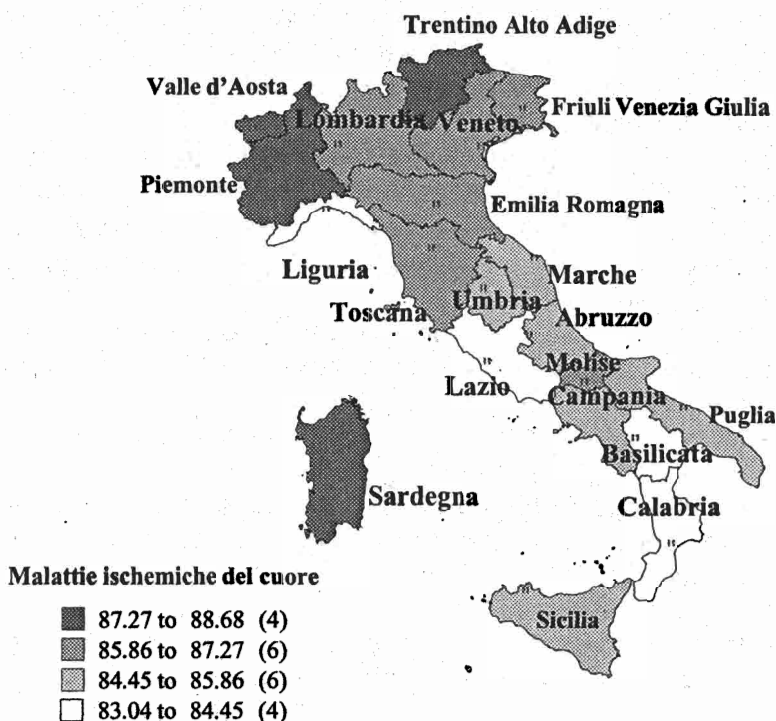 Trentino Alto Adige
Valle d'Aosta
Lombardia
Veneto
Friuli Venezia Giulia
Piemonte
Emilia Romagna
Liguria
Marche
Toscana
Umbria
Abruzzo
Molise
Lazio
Campania
Puglia
Basilicata
Sardegna
Calabria
Sicilia
Malattie ischemiche del cuore
87.27 to 88.68 (4)
85.86 to 87.27 (6)
84.45 to 85.86 (6)
83.04 to 84.45 (4)